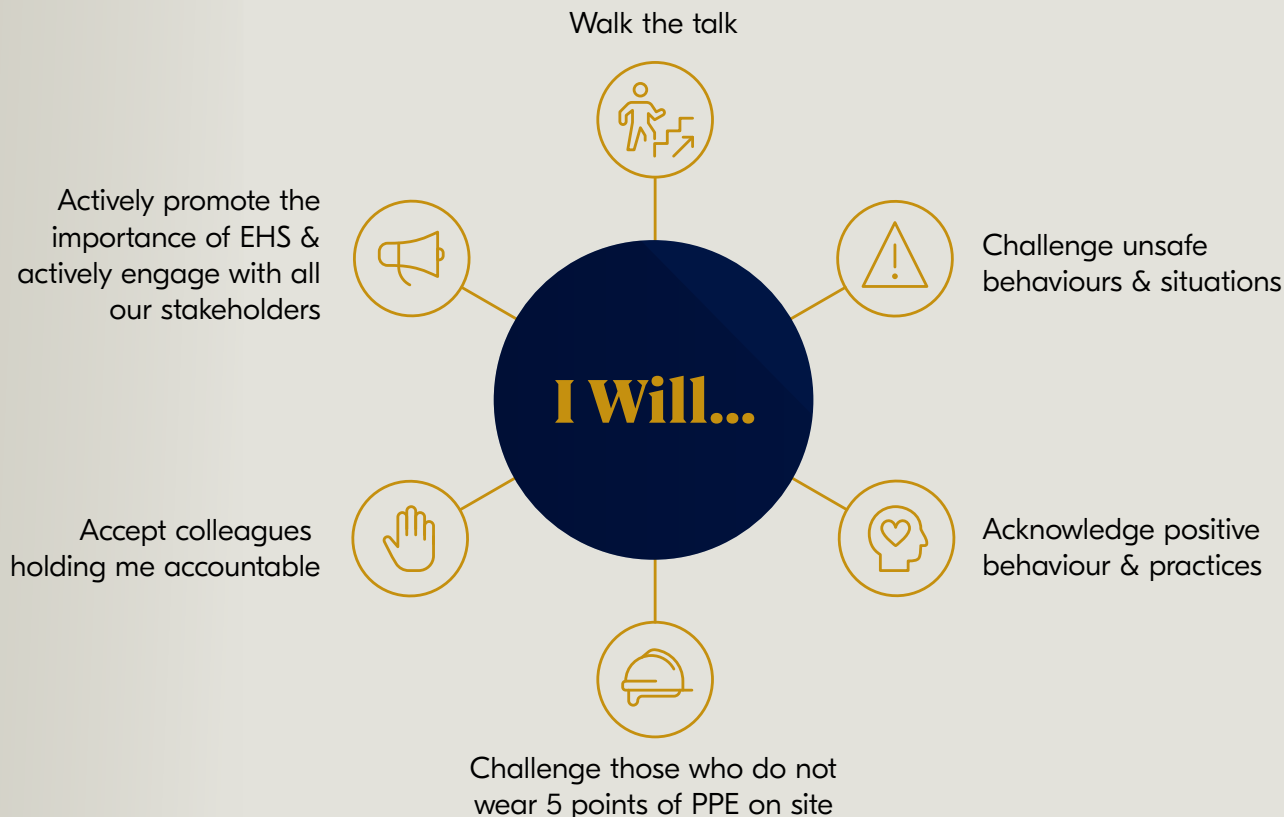 Walk the talk
Actively promote the
importance of EHS &
actively engage with all
our stakeholders
Challenge unsafe
behaviours & situations
I Will...
Accept colleagues
holding me accountable
Acknowledge positive
behaviour & practices
Challenge those who do not
wear 5 points of PPE on site